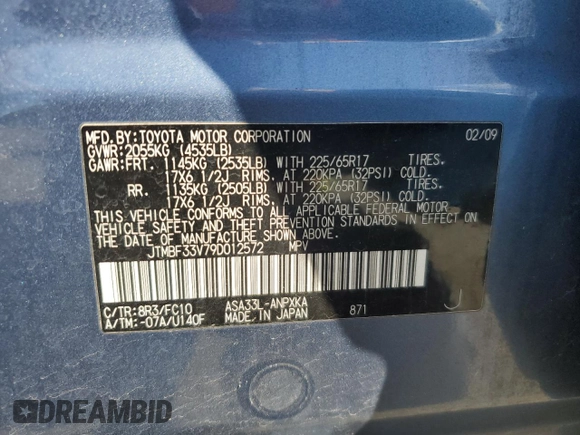 MFD. BY: TOYOTA MOTOR CORPORATION 02/09
GVWR: 2055KG (4535LB)
GAWR: FRT. 1145KG (2535LB) WITH 225/65R17 TIRES.
17X6 1/2J RIMS. AT 220KPA (32PSI) COLD.
RR. 1135KG (2505LB) WITH 225/65R17 TIRES.
17X6 1/2J RIMS. AT 220KPA (32PSI) COLD.
THIS VEHICLE CONFORMS TO ALL APPLICABLE FEDERAL MOTOR
VEHICLE SAFETY AND THEFT PREVENTION STANDARDS IN EFFECT ON
THE DATE OF MANUFACTURE SHOWN ABOVE.
JTMBF33V79D012572 MPV
C/TR: 8R3/FC10 ASA33L-ANPXKA
A/TM: -07A/U140F MADE IN JAPAN 871 J
DREAMBID